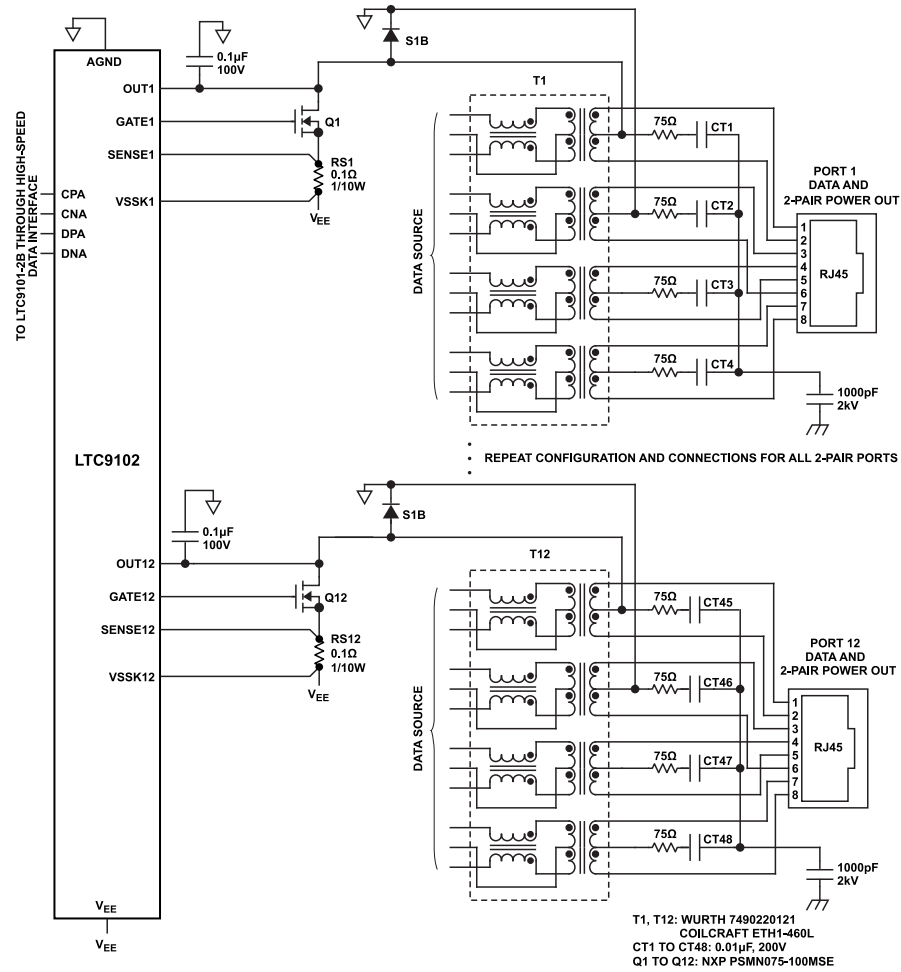 AGND
0.1µF
100V
S1B
T1
OUT1
GATE1
Q1
SENSE1
RS1
0.1Ω
1/10W
VSSK1
VEE
TO LTC9101-2B THROUGH HIGH-SPEED
DATA INTERFACE
CPA
CNA
DPA
DNA
DATA SOURCE
75Ω
CT1
75Ω
CT2
75Ω
CT3
75Ω
CT4
PORT 1
DATA AND
2-PAIR POWER OUT
1
2
3
4
5
6
7
8
RJ45
1000pF
2kV
REPEAT CONFIGURATION AND CONNECTIONS FOR ALL 2-PAIR PORTS
LTC9102
0.1µF
100V
S1B
T12
OUT12
GATE12
Q12
SENSE12
RS12
0.1Ω
1/10W
VSSK12
VEE
DATA SOURCE
75Ω
CT45
75Ω
CT46
75Ω
CT47
75Ω
CT48
PORT 12
DATA AND
2-PAIR POWER OUT
1
2
3
4
5
6
7
8
RJ45
1000pF
2kV
VEE
VEE
T1, T12: WURTH 7490220121
COILCRAFT ETH1-460L
CT1 TO CT48: 0.01µF, 200V
Q1 TO Q12: NXP PSMN075-100MSE